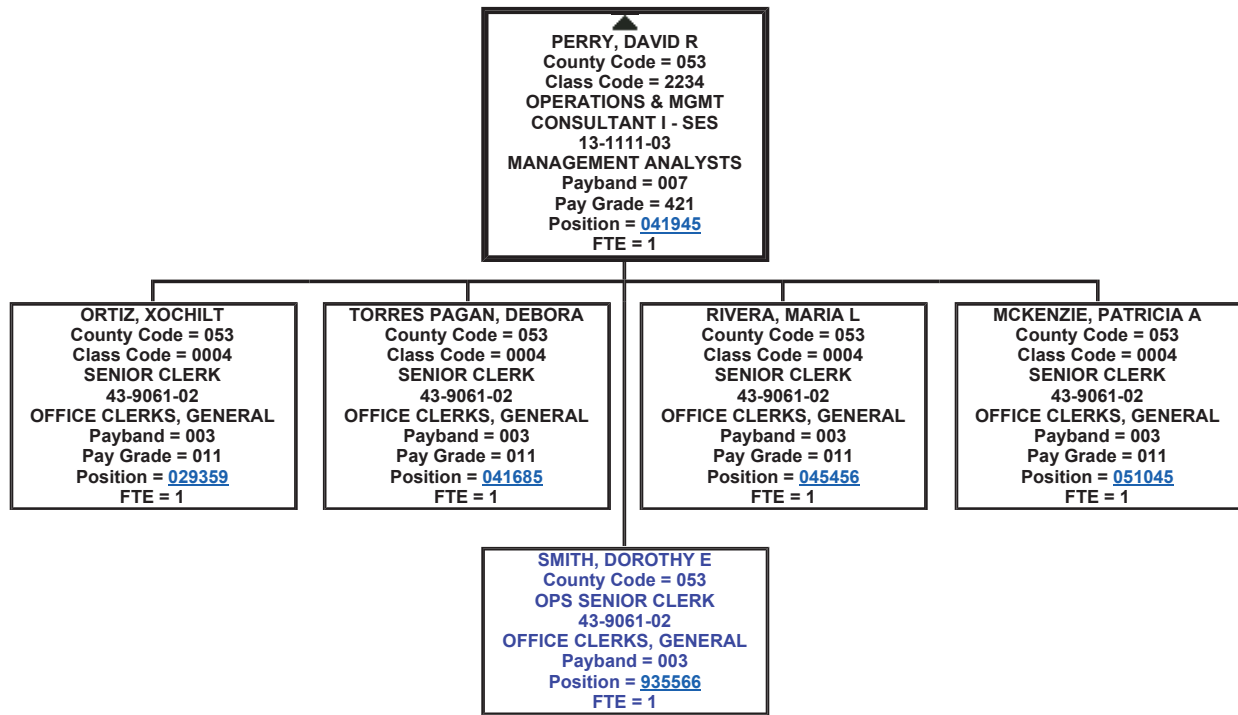 PERRY, DAVID R
County Code = 053
Class Code = 2234
OPERATIONS & MGMT
CONSULTANT I - SES
13-1111-03
MANAGEMENT ANALYSTS
Payband = 007
Pay Grade = 421
Position = 041945
FTE = 1
ORTIZ, XOCHILT
County Code = 053
Class Code = 0004
SENIOR CLERK
43-9061-02
OFFICE CLERKS, GENERAL
Payband = 003
Pay Grade = 011
Position = 029359
FTE = 1
TORRES PAGAN, DEBORA
County Code = 053
Class Code = 0004
SENIOR CLERK
43-9061-02
OFFICE CLERKS, GENERAL
Payband = 003
Pay Grade = 011
Position = 041685
FTE = 1
RIVERA, MARIA L
County Code = 053
Class Code = 0004
SENIOR CLERK
43-9061-02
OFFICE CLERKS, GENERAL
Payband = 003
Pay Grade = 011
Position = 045456
FTE = 1
MCKENZIE, PATRICIA A
County Code = 053
Class Code = 0004
SENIOR CLERK
43-9061-02
OFFICE CLERKS, GENERAL
Payband = 003
Pay Grade = 011
Position = 051045
FTE = 1
SMITH, DOROTHY E
County Code = 053
OPS SENIOR CLERK
43-9061-02
OFFICE CLERKS, GENERAL
Payband = 003
Position = 935566
FTE = 1